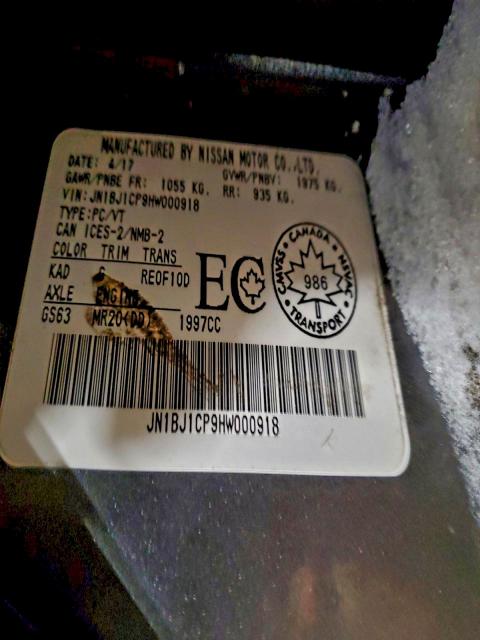 MANUFACTURED BY NISSAN MOTOR CO.,LTD.
DATE: 4/17 GVWR/PNBV: 1975 KG.
GAWR/PNBE FR: 1055 KG. RR: 935 KG.
VIN:JN1BJ1CP9HW000918
TYPE:PC/VT
CAN ICES-2/NMB-2
COLOR TRIM TRANS
KAD G RE0F10D
AXLE ENGINE
GS63 MR20(DD) 1997CC
EC
CANADA
CMVSS NSVAC
986
TRANSPORT
JN1BJ1CP9HW000918